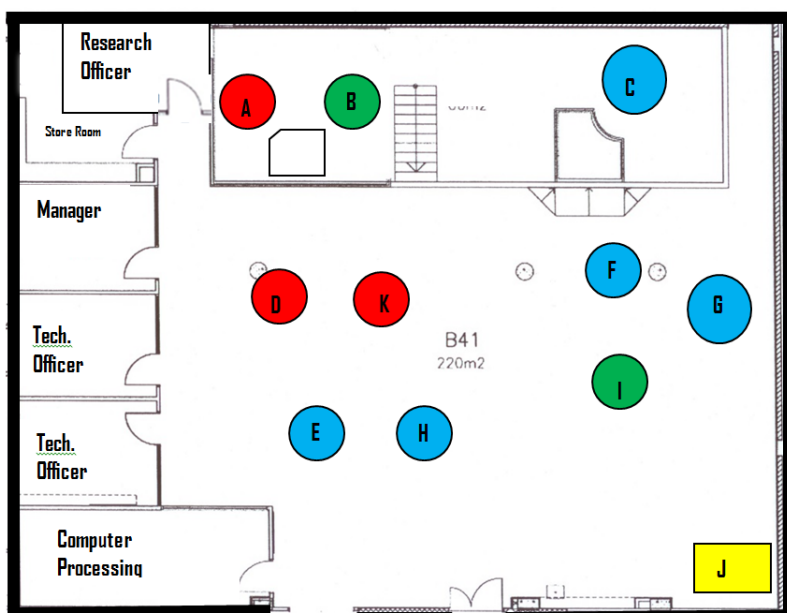 Research
Officer
A
B
C
Store Room
Manager
F
D
K
G
B41
220m2
Tech.
Officer
I
E
H
Tech.
Officer
Computer
Processing
J